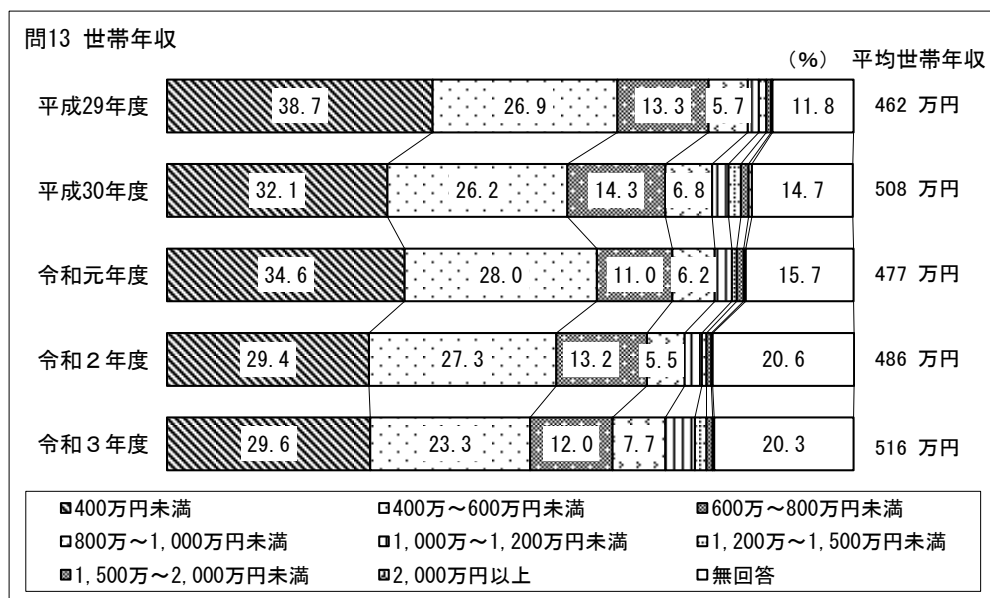 問13 世帯年収
（%） 平均世帯年収
平成29年度 38.7 26.9 13.3 5.7 11.8 462 万円
平成30年度 32.1 26.2 14.3 6.8 14.7 508 万円
令和元年度 34.6 28.0 11.0 6.2 15.7 477 万円
令和２年度 29.4 27.3 13.2 5.5 20.6 486 万円
令和３年度 29.6 23.3 12.0 7.7 20.3 516 万円
400万円未満 400万～600万円未満 600万～800万円未満
800万～1,000万円未満 1,000万～1,200万円未満 1,200万～1,500万円未満
1,500万～2,000万円未満 2,000万円以上 無回答